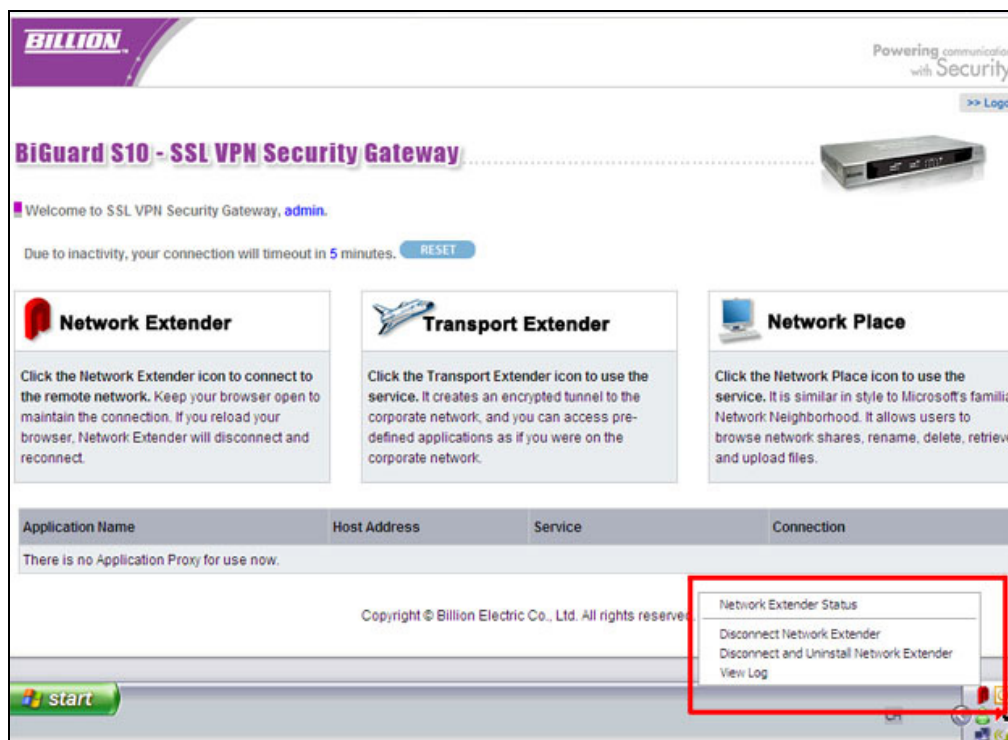 BILLION
Powering communication
with Security
>> Logo
BiGuard S10 - SSL VPN Security Gateway
Welcome to SSL VPN Security Gateway, admin.
Due to inactivity, your connection will timeout in 5 minutes. RESET
Network Extender
Click the Network Extender icon to connect to
the remote network. Keep your browser open to
maintain the connection. If you reload your
browser, Network Extender will disconnect and
reconnect.
Transport Extender
Click the Transport Extender icon to use the
service. It creates an encrypted tunnel to the
corporate network, and you can access pre-
defined applications as if you were on the
corporate network.
Network Place
Click the Network Place icon to use the
service. It is similar in style to Microsoft's familia
Network Neighborhood. It allows users to
browse network shares, rename, delete, retrieve
and upload files.
Application Name Host Address Service Connection
There is no Application Proxy for use now.
Copyright © Billion Electric Co., Ltd. All rights reserved.
Network Extender Status
Disconnect Network Extender
Disconnect and Uninstall Network Extender
View Log
start
CH